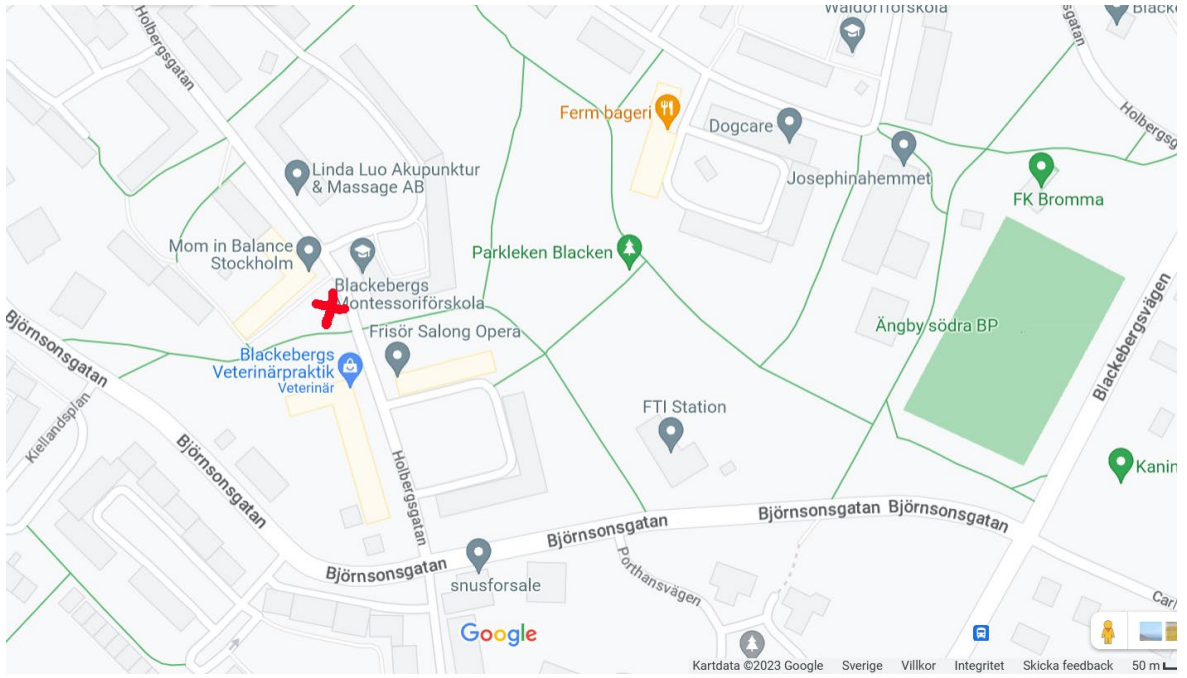 Waldorfförskola
Holbergsgatan
Ferm bageri
Dogcare
Josephinahemmet
FK Bromma
Linda Luo Akupunktur
& Massage AB
Mom in Balance
Stockholm
Parkleken Blacken
Blackebergs
Montessoriförskola
Frisör Salong Opera
Ängby södra BP
Blackebergsvägen
Björnsonsgatan
Blackebergs
Veterinärpraktik
Veterinär
Kiellandsplan
FTI Station
Björnsonsgatan
Holbergsgatan
Björnsonsgatan
Björnsonsgatan
Björnsonsgatan
Björnsonsgatan
Porthansvägen
snusforsale
Google
Kartdata ©2023 Google
Sverige
Villkor
Integritet
Skicka feedback
50 m